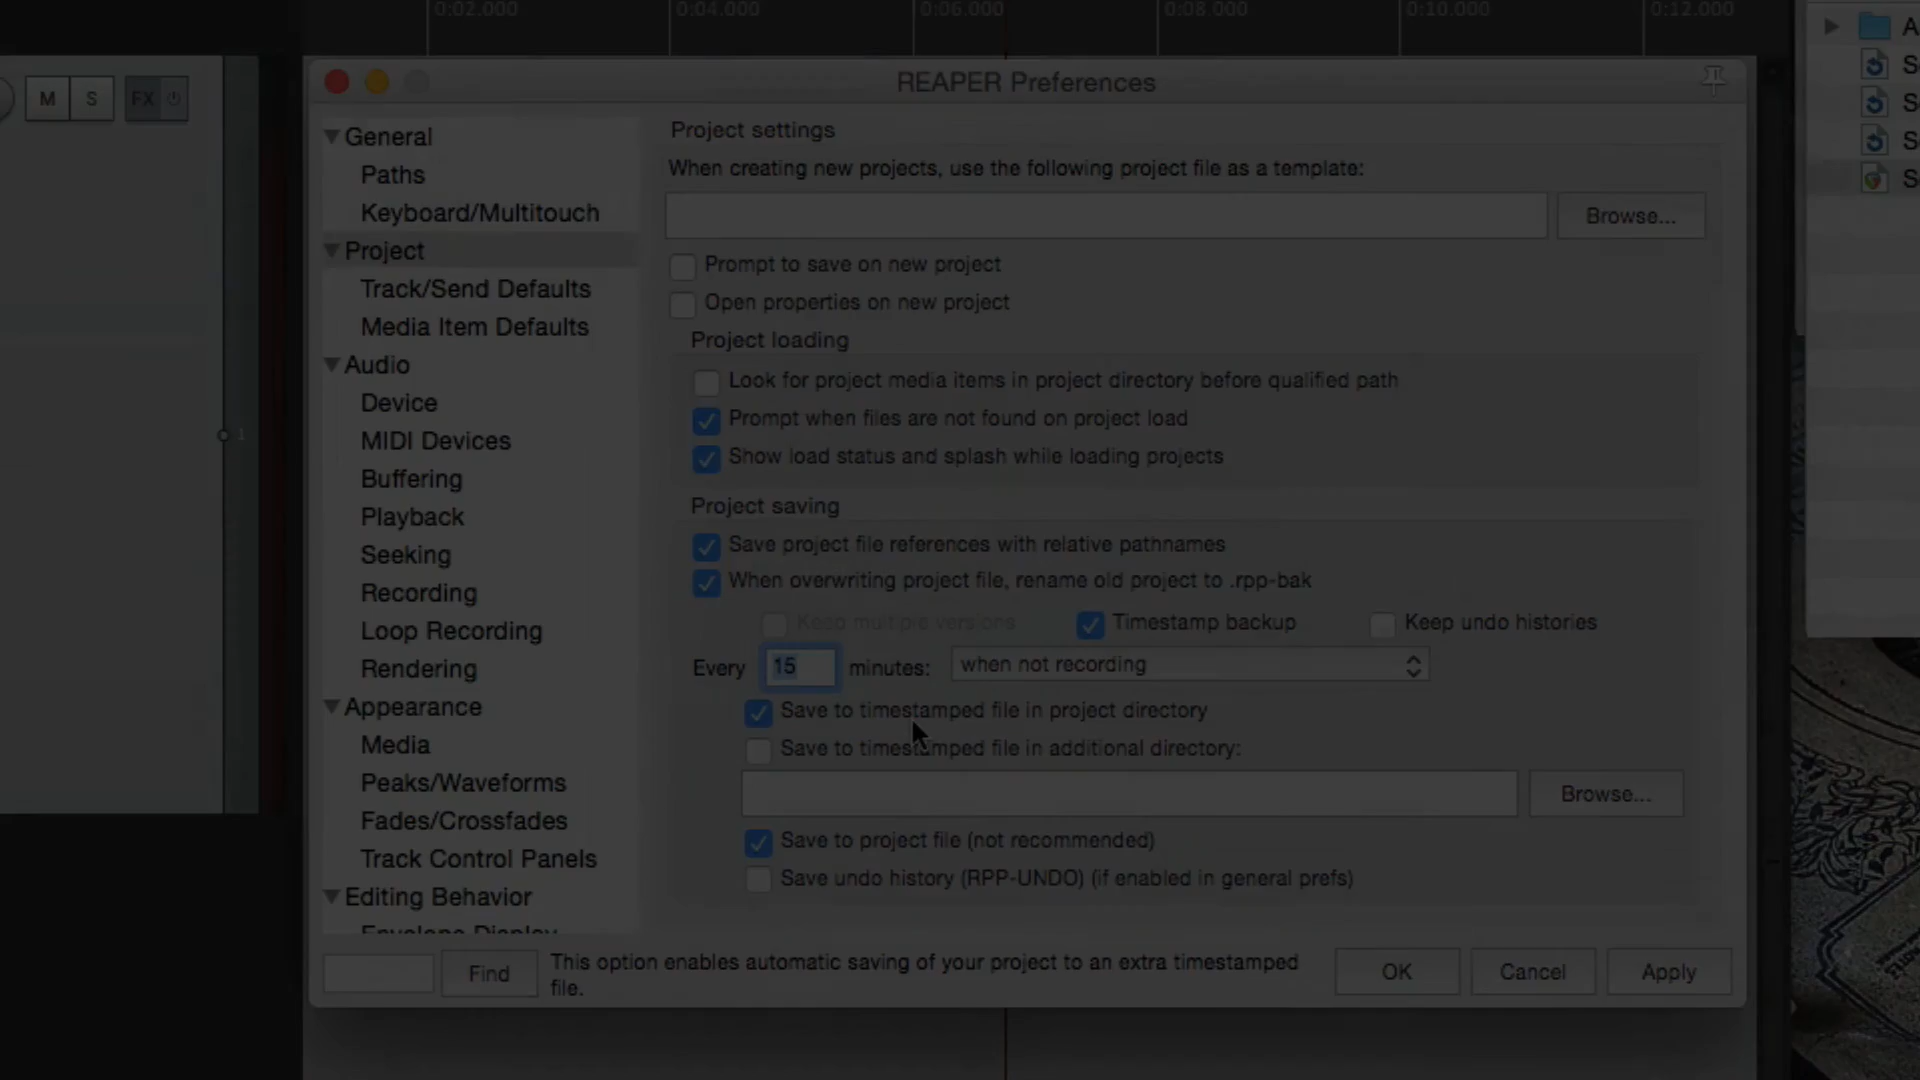 0:02.000 0:04.000 0:06.000 0:08.000 0:10.000 0:12.000
M S FX
1
REAPER Preferences
General
Paths
Keyboard/Multitouch
Project
Track/Send Defaults
Media Item Defaults
Audio
Device
MIDI Devices
Buffering
Playback
Seeking
Recording
Loop Recording
Rendering
Appearance
Media
Peaks/Waveforms
Fades/Crossfades
Track Control Panels
Editing Behavior
Envelope Display
Find
Project settings
When creating new projects, use the following project file as a template:
Browse...
Prompt to save on new project
Open properties on new project
Project loading
Look for project media items in project directory before qualified path
Prompt when files are not found on project load
Show load status and splash while loading projects
Project saving
Save project file references with relative pathnames
When overwriting project file, rename old project to .rpp-bak
Keep multiple versions Timestamp backup Keep undo histories
Every 15 minutes: when not recording
Save to timestamped file in project directory
Save to timestamped file in additional directory:
Browse...
Save to project file (not recommended)
Save undo history (RPP-UNDO) (if enabled in general prefs)
This option enables automatic saving of your project to an extra timestamped
file.
OK Cancel Apply